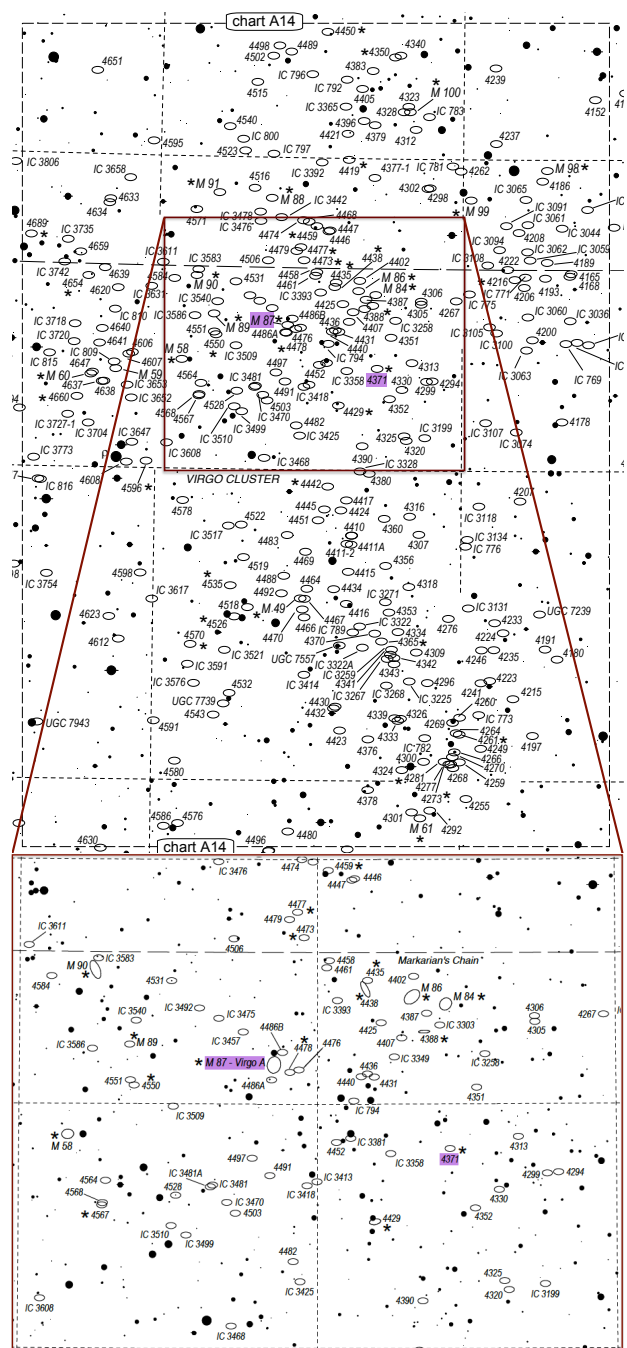 chart A14
4450 *
4498
4489
4502
4350 *
4340
4651
IC 796
4383
4239
IC 792
4515
4405
4323
M 100
IC 3365
4328
IC 783
4152
4540
4396
4379
4312
4421
IC 800
4595
4237
4523
IC 797
IC 3806
IC 3392
4419 *
4377-1
IC 781
4262
M 98 *
IC 3658
* M 91
4516
4302
4298
IC 3065
4186
4633
M 88
IC 3442
* M 99
IC 3091
4634
4571
IC 3478
4468
IC 3061
IC 3476
4447
IC 3044
4689
IC 3735
4474
4459
4446
4208
4659
4479
4477
4438
IC 3094
IC 3062
IC 3059
IC 3611
4506
4473
4402
IC 3108
4222
4189
IC 3742
4639
4584
IC 3583
4458
4435
M 86
4216
4165
4654
4620
IC 3631
M 90
4531
4461
M 84
IC 771
4193
4168
IC 3540
IC 3393
4425
4387
4306
4267
IC 775
IC 810
IC 3586
4486B
4388
4305
IC 3718
4640
M 87
4436
4407
IC 3258
IC 3105
IC 3060
IC 3036
IC 3720
4641
4606
4551
M 89
4486A
4476
4431
4351
IC 3100
4200
IC 815
IC 809
M 58
4550
IC 3509
4478
4440
IC 794
M 60
4647
4607
4497
4452
4313
IC 3063
IC 769
4637
M 59
4564
IC 3481
4491
IC 3358
4371
4330
4294
4660
4638
IC 3653
IC 3418
4299
IC 3652
4568
4528
4503
4429 *
4352
IC 3727-1
4567
IC 3470
4178
IC 3704
IC 3510
IC 3499
4482
IC 3199
IC 3107
IC 3647
IC 3425
4325
4320
IC 3074
IC 3773
ρ
IC 3608
IC 3468
4390
IC 3328
IC 816
4608
4596 *
VIRGO CLUSTER
4380
4442
4207
4578
4417
4445
4424
4316
IC 3118
4522
4451
4360
IC 3517
4483
4410
4307
IC 3134
4411-2
4411A
IC 776
4469
4519
4356
4598
4488
4415
IC 3754
4535
4464
4318
IC 3617
4492
4434
IC 3271
4518
M 49
4416
4353
IC 3131
4623
4526
4467
IC 3322
4276
4233
UGC 7239
4466
IC 789
4334
4612
4570
4470
4370
4365
4224
IC 3521
4309
4191
UGC 7557
4342
4246
4235
4180
IC 3591
IC 3322A
4343
IC 3259
IC 3576
4341
IC 3414
IC 3268
4296
4223
4532
IC 3267
IC 3225
4241
4215
UGC 7739
4260
4430
4339
4326
UGC 7943
4543
4432
4269
IC 773
4591
4333
4264
4423
4261 *
4197
4376
IC 782
4249
4300
4266
4580
4324
4281
4268
4270
4277
4259
4378
4273
4255
4586
4576
4301
4292
4480
M 61
4630
chart A14
4496
4474
4459 *
IC 3476
4447
4446
4477
4479
IC 3611
4473
4506
IC 3583
4458
Markarian's Chain
M 90
4461
4435
4402
4584
4531
M 86
M 84 *
IC 3492
IC 3393
4438
IC 3540
IC 3475
4387
IC 3303
4306
4267
4425
4305
IC 3457
4486B
4388
M 89
4407
IC 3586
4478
4476
* M 87 - Virgo A
IC 3349
IC 3258
4436
4551
4550
4486A
4440
4431
4351
IC 3509
IC 794
M 58
4452
IC 3381
4313
4497
IC 3358
4371
IC 3481A
4491
IC 3413
4299
4294
4564
IC 3481
4568
4528
IC 3418
4330
4567
IC 3470
4503
4352
4429
IC 3510
IC 3499
4482
4325
IC 3425
4320
IC 3199
IC 3608
4390
IC 3468